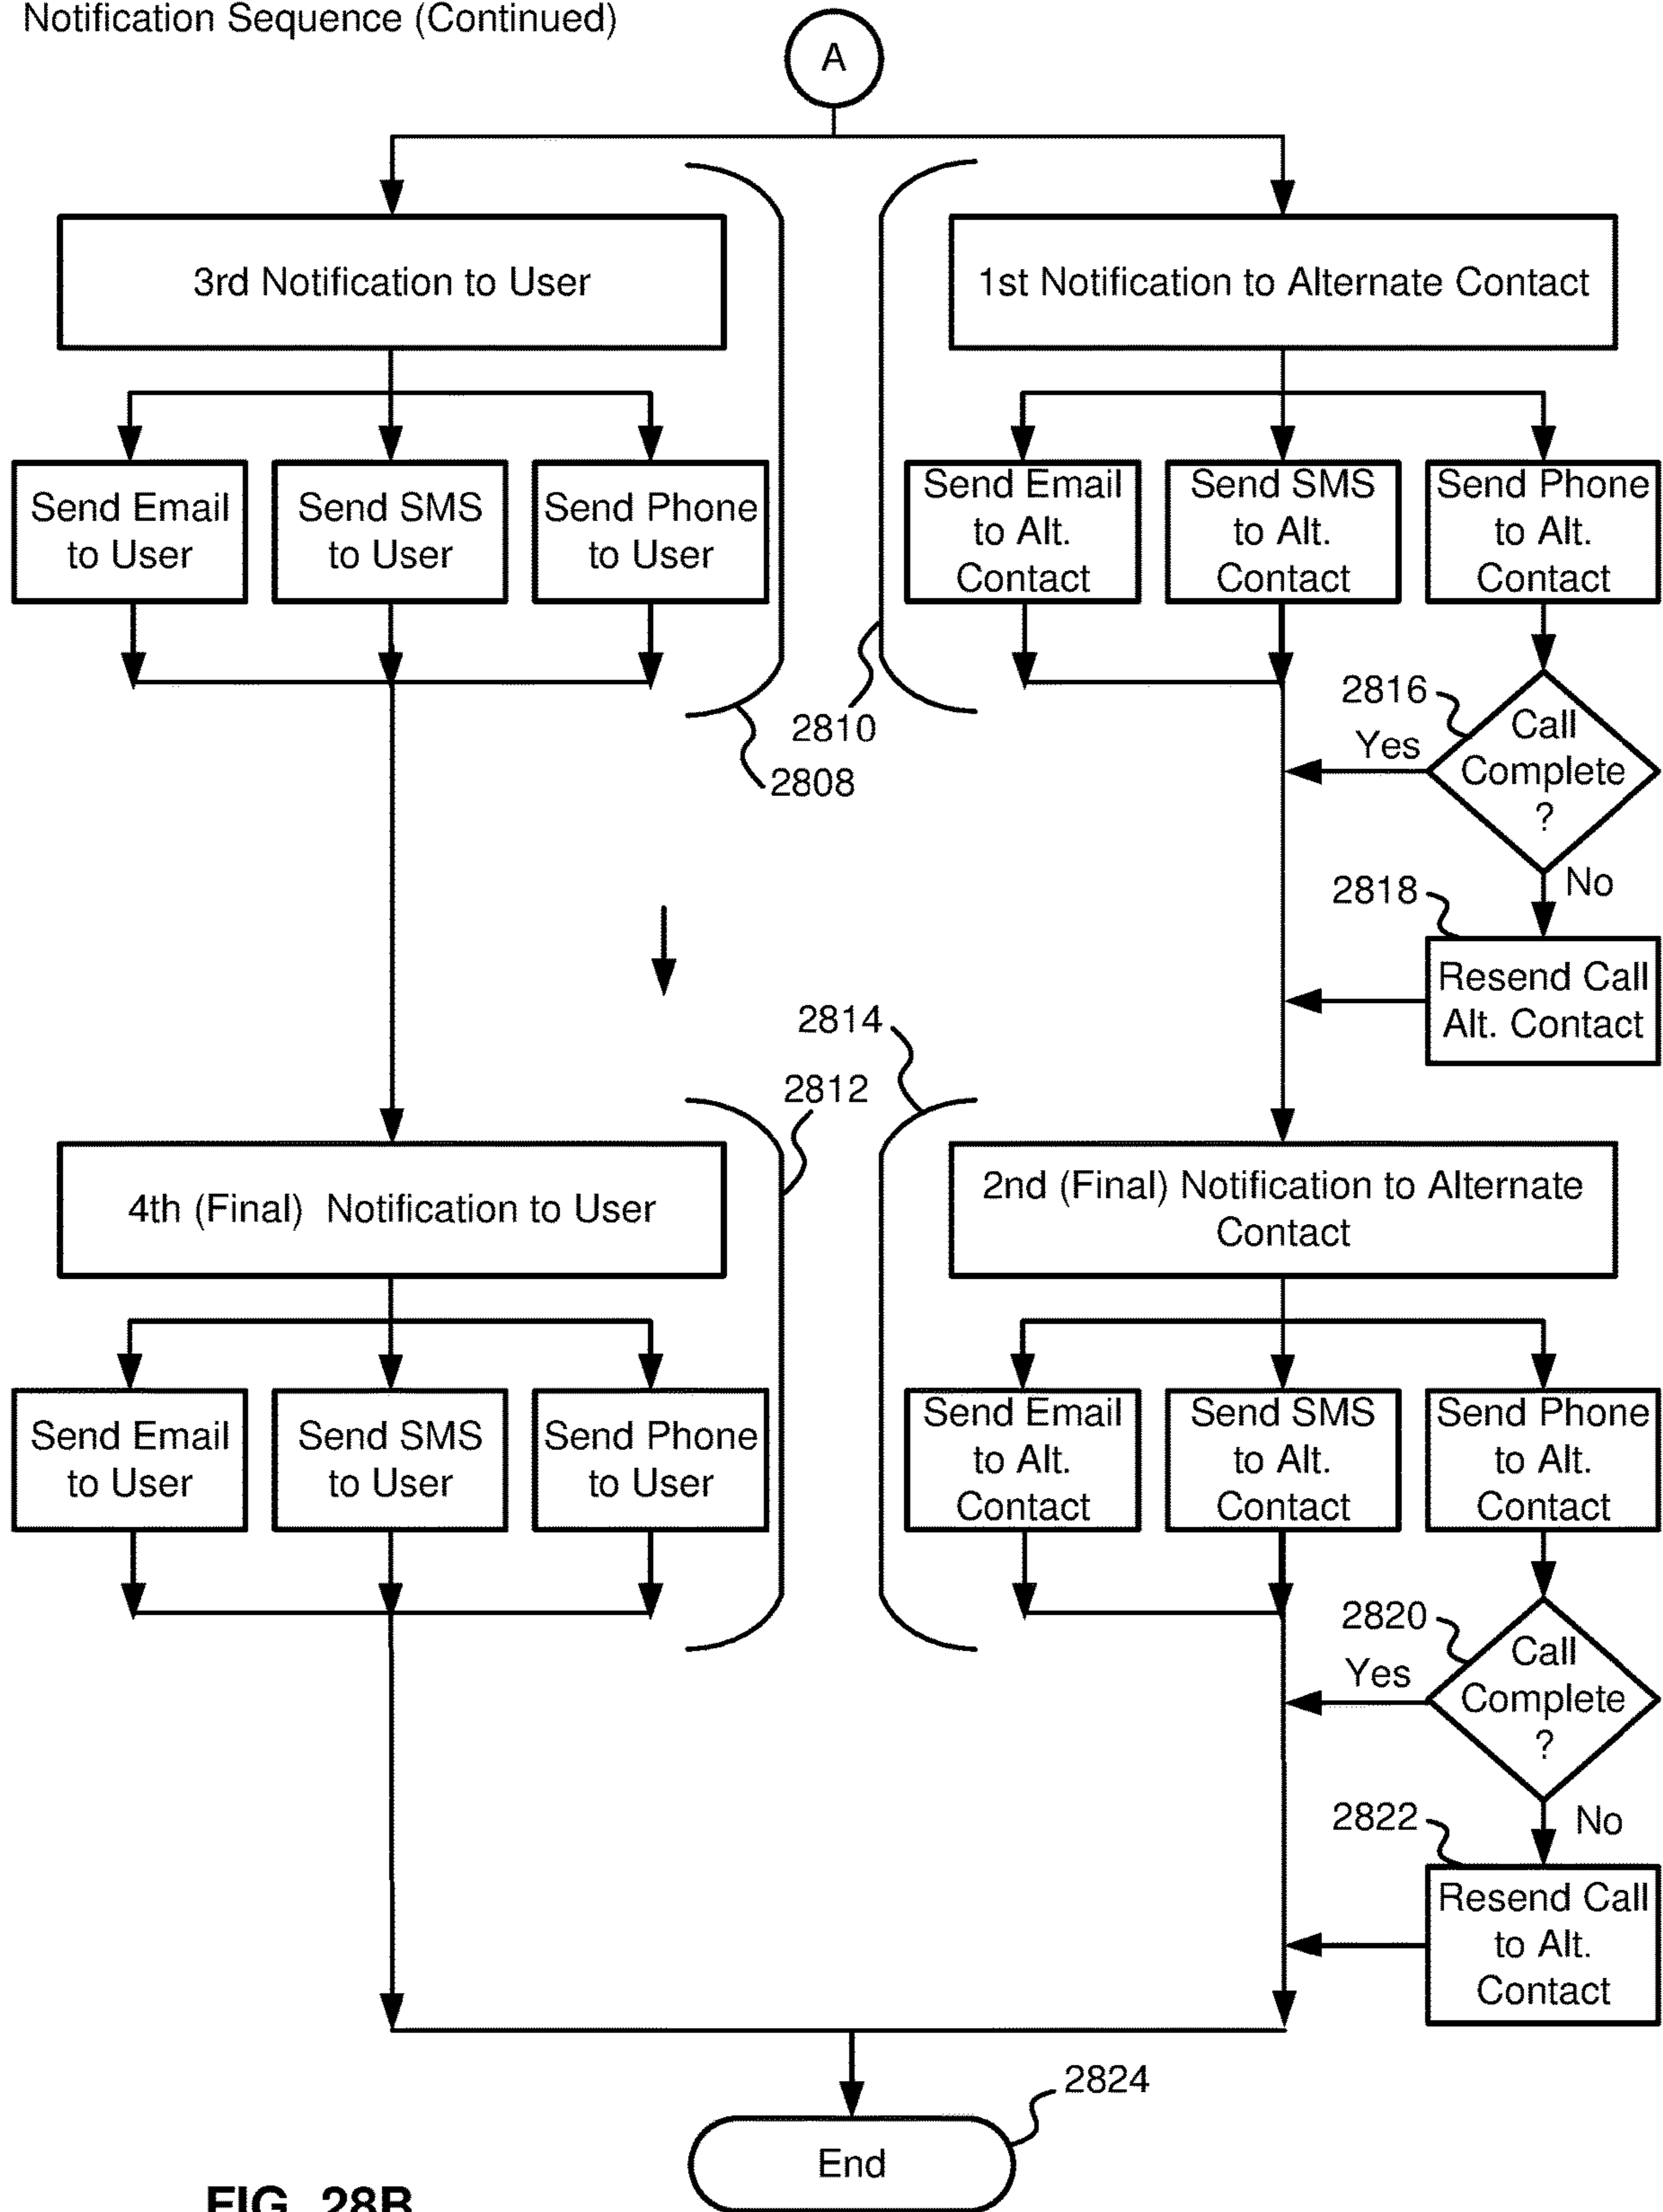 Notification Sequence (Continued)
A
3rd Notification to User
1st Notification to Alternate Contact
Send Email
to User
Send SMS
to User
Send Phone
to User
Send Email
to Alt.
Contact
Send SMS
to Alt.
Contact
Send Phone
to Alt.
Contact
2810
2808
2816
Call
Complete
?
Yes
No
2818
Resend Call
Alt. Contact
2814
2812
4th (Final) Notification to User
2nd (Final) Notification to Alternate
Contact
Send Email
to User
Send SMS
to User
Send Phone
to User
Send Email
to Alt.
Contact
Send SMS
to Alt.
Contact
Send Phone
to Alt.
Contact
2820
Call
Complete
?
Yes
No
2822
Resend Call
to Alt.
Contact
2824
End
FIG. 28B